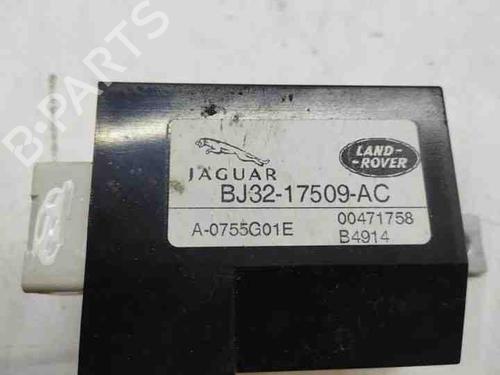 B-PARTS
JAGUAR
LAND-
ROVER
BJ32-17509-AC
A-0755G01E
00471758
B4914